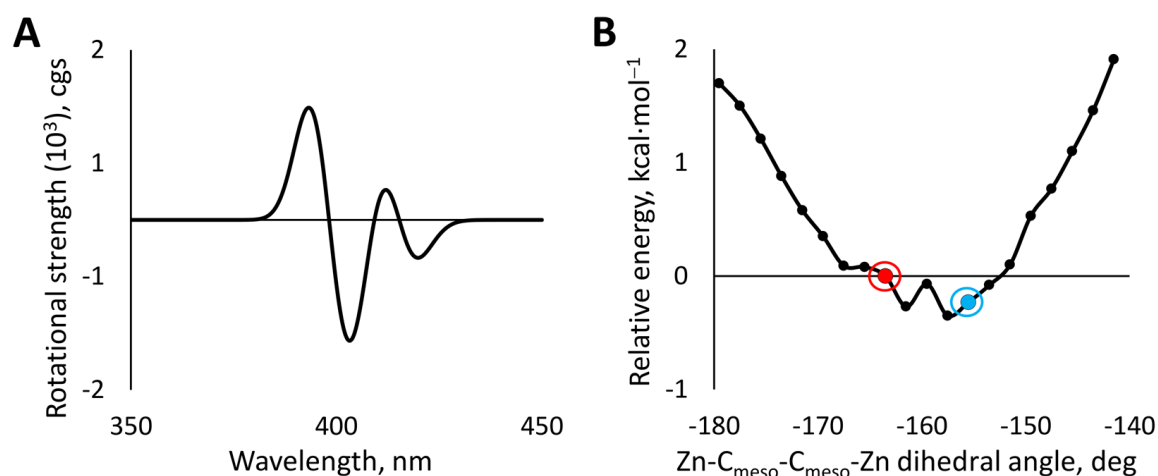 A
Rotational strength (10³), cgs
2
1
-1
-2
350
400
450
Wavelength, nm
B
Relative energy, kcal·mol⁻¹
2
1
0
-1
-180
-170
-160
-150
-140
Zn-Cmeso-Cmeso-Zn dihedral angle, deg